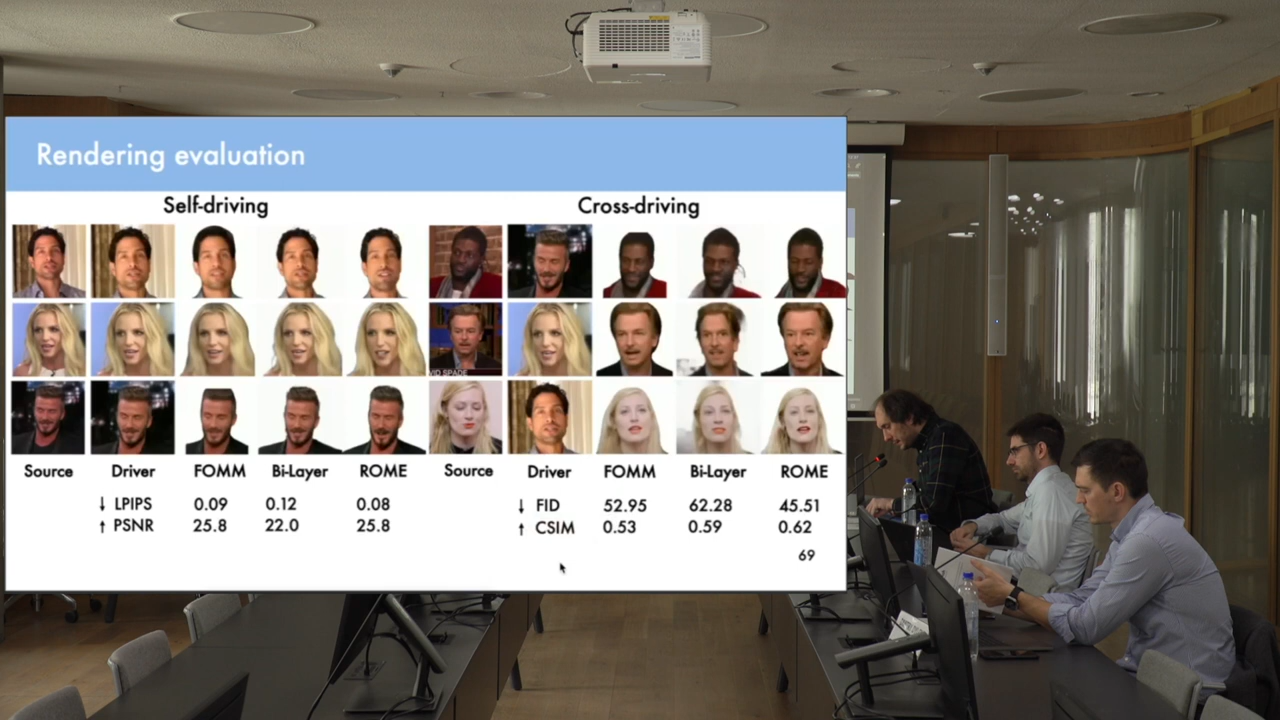 Rendering evaluation
Self-driving
Cross-driving
VID SPADE
Source Driver FOMM Bi-Layer ROME
Source Driver FOMM Bi-Layer ROME
↓ LPIPS 0.09 0.12 0.08
↑ PSNR 25.8 22.0 25.8
↓ FID 52.95 62.28 45.51
↑ CSIM 0.53 0.59 0.62
69